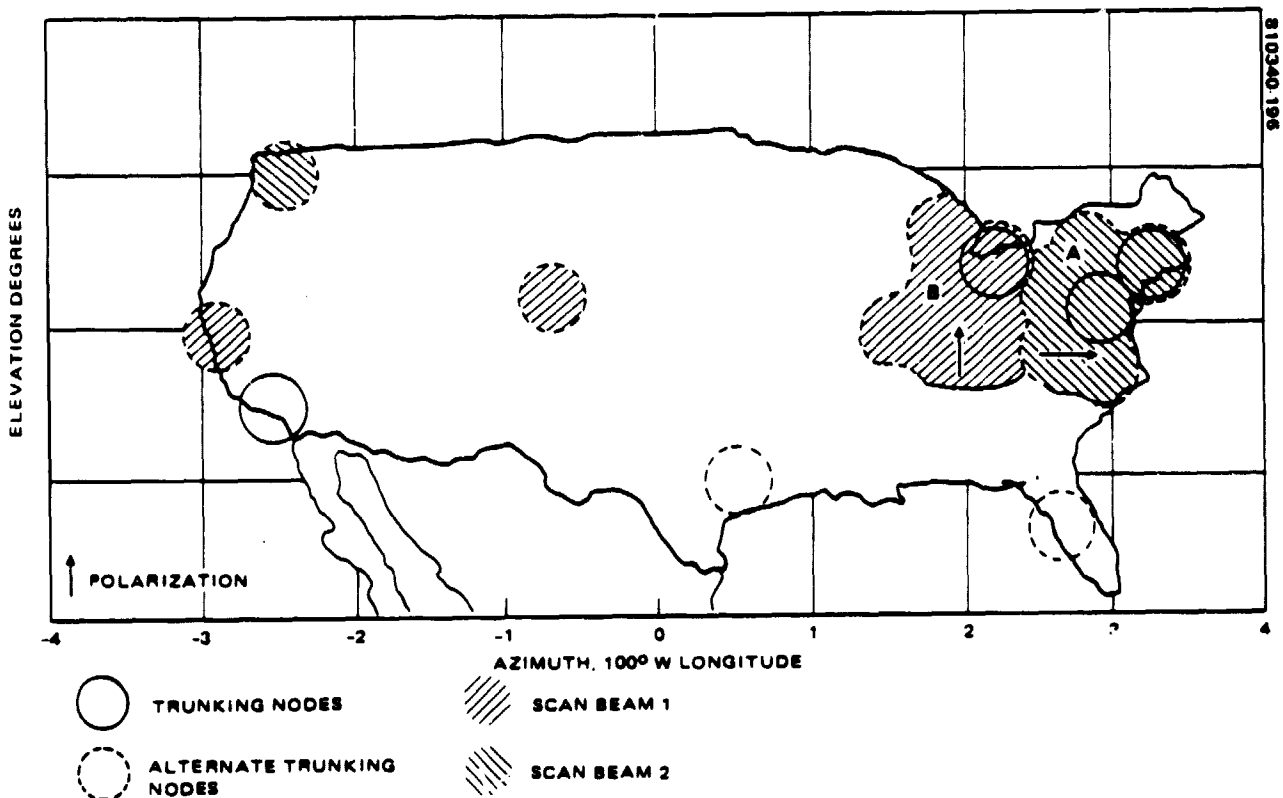 810340-196
ELEVATION DEGREES
A
B
POLARIZATION
-4 -3 -2 -1 0 1 2 3 4
AZIMUTH, 100° W LONGITUDE
TRUNKING NODES
SCAN BEAM 1
ALTERNATE TRUNKING
NODES
SCAN BEAM 2